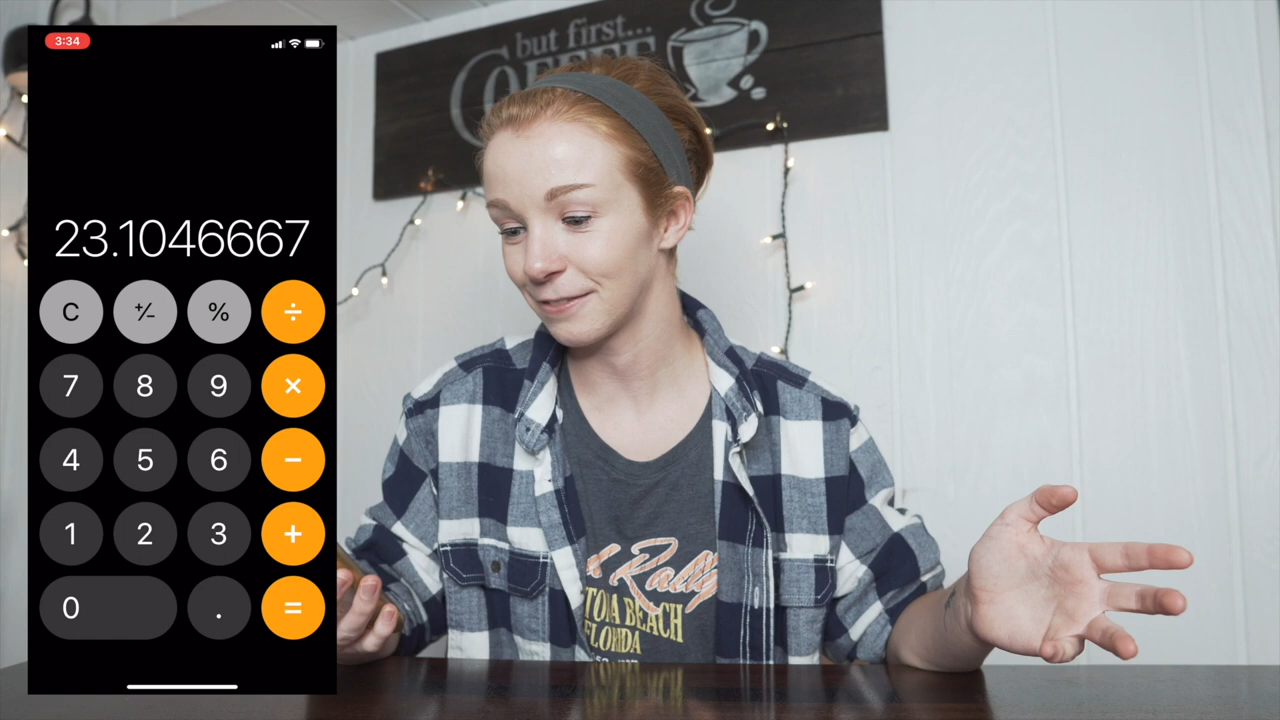 3:34
23.1046667
C +/- % ÷
7 8 9 ×
4 5 6 −
1 2 3 +
0 . =
but first...
COFFEE
Rally
BEACH
FLORIDA